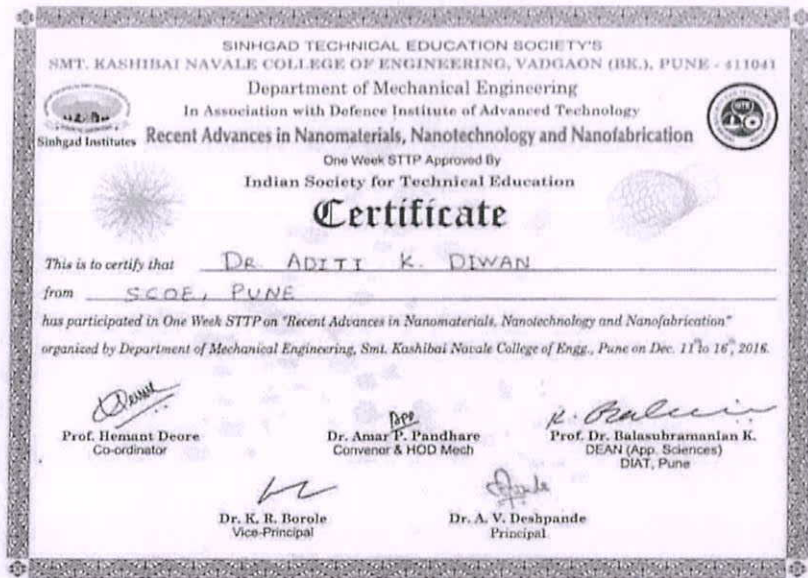 SINHGAD TECHNICAL EDUCATION SOCIETY'S
SMT. KASHIBAI NAVALE COLLEGE OF ENGINEERING, VADGAON (BK.), PUNE - 411041
Department of Mechanical Engineering
In Association with Defence Institute of Advanced Technology
Sinhgad Institutes
Recent Advances in Nanomaterials, Nanotechnology and Nanofabrication
One Week STTP Approved By
Indian Society for Technical Education
Certificate
This is to certify that DR. ADITI K. DIWAN
from SCOE, PUNE
has participated in One Week STTP on "Recent Advances in Nanomaterials, Nanotechnology and Nanofabrication"
organized by Department of Mechanical Engineering, Smt. Kashibai Navale College of Engg., Pune on Dec. 11th to 16th, 2016.
Prof. Hemant Deore
Co-ordinator
Dr. Amar P. Pandhare
Convenor & HOD Mech
Prof. Dr. Balasubramanian K.
DEAN (App. Sciences)
DIAT, Pune
Dr. K. R. Borole
Vice-Principal
Dr. A. V. Deshpande
Principal